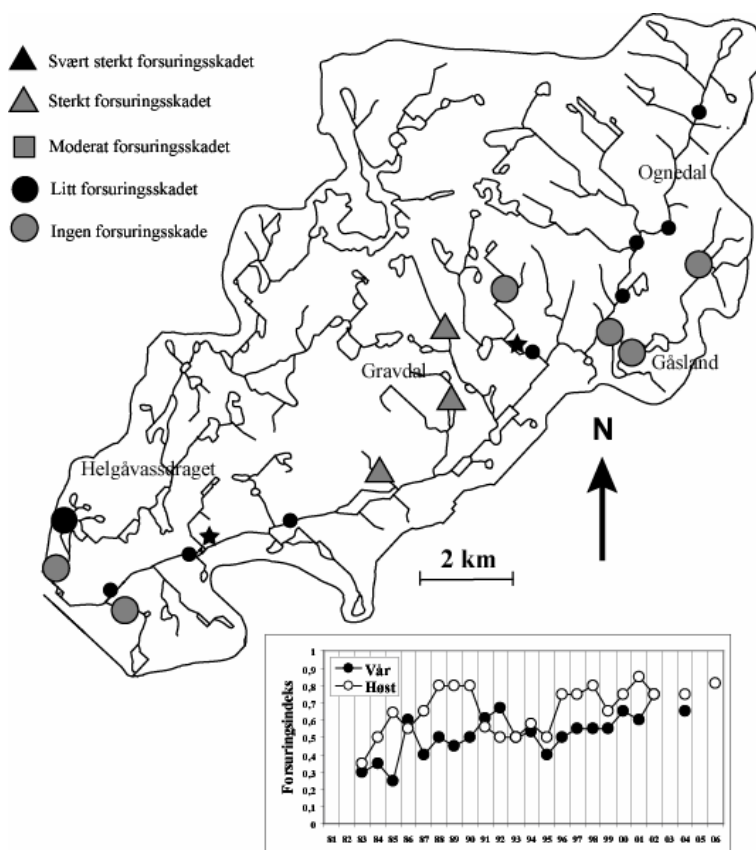 Svært sterkt forsuringsskadet
Sterkt forsuringsskadet
Moderat forsuringsskadet
Litt forsuringsskadet
Ingen forsuringsskade
Ognedal
Gravdal
Gåsland
Helgåvassdraget
N
2 km
Forsuringsindeks
1
0,9
0,8
0,7
0,6
0,5
0,4
0,3
0,2
0,1
0
Vår
Høst
81 82 83 84 85 86 87 88 89 90 91 92 93 94 95 96 97 98 99 00 01 02 03 04 05 06